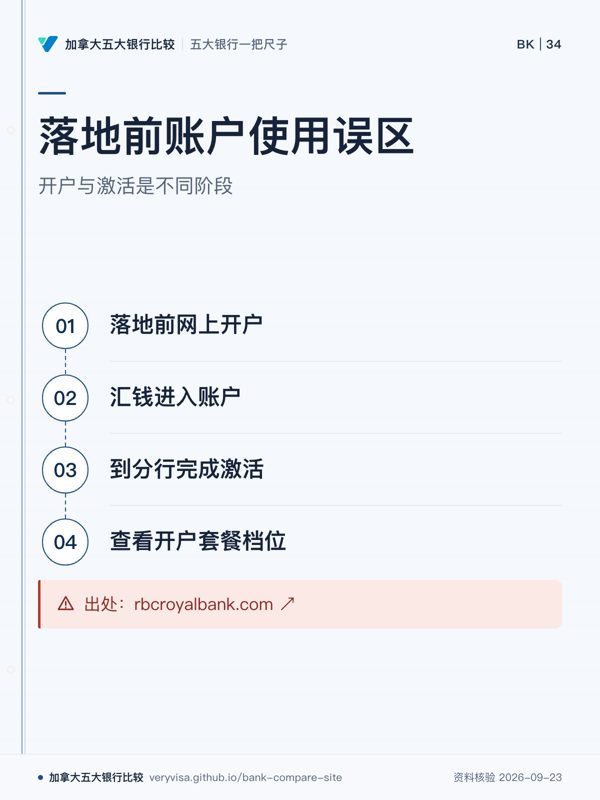 加拿大五大银行比较 | 五大银行一把尺子
BK | 34
落地前账户使用误区
开户与激活是不同阶段
01 落地前网上开户
02 汇钱进入账户
03 到分行完成激活
04 查看开户套餐档位
出处：rbcroyalbank.com ↗
加拿大五大银行比较 veryvisa.github.io/bank-compare-site
资料核验 2026-09-23